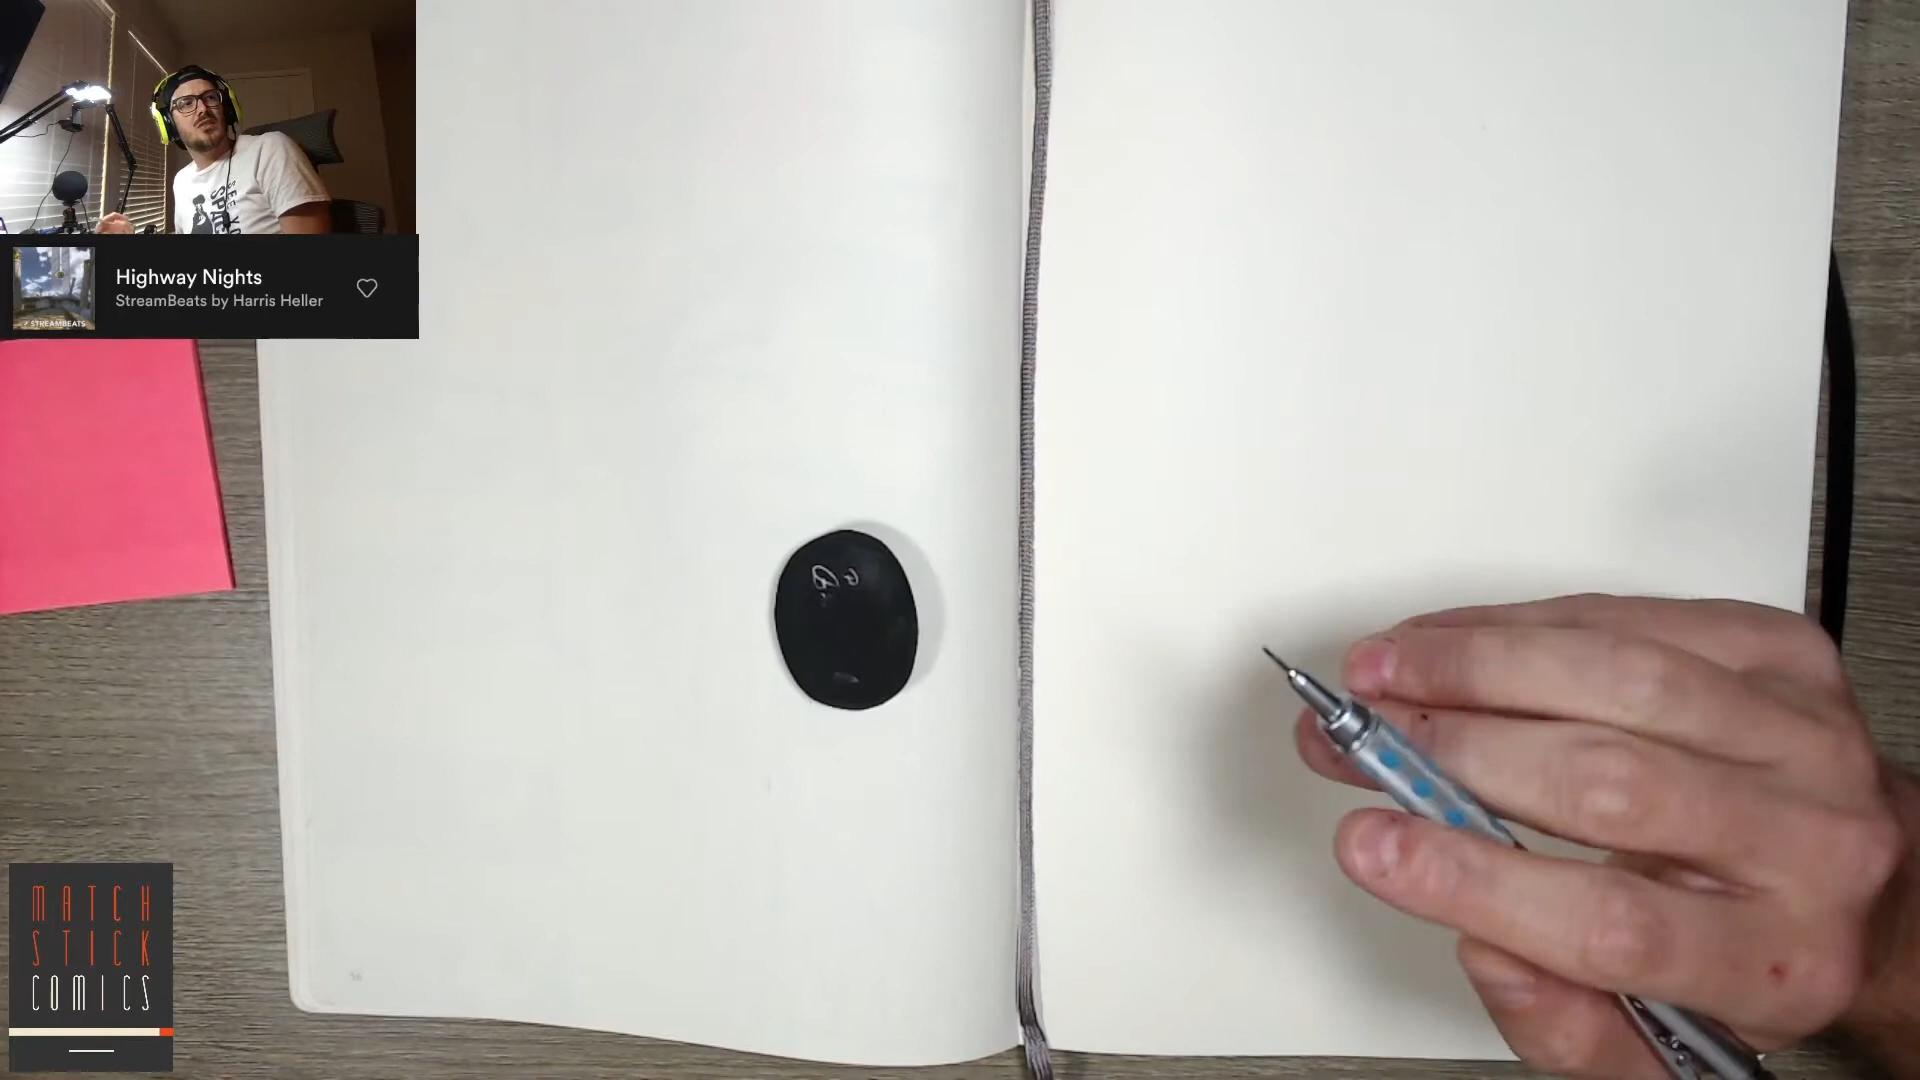 Highway Nights
StreamBeats by Harris Heller
STREAMBEATS
MATCH
STICK
COMICS